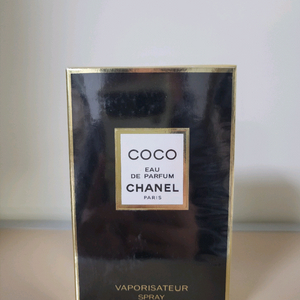 COCO
EAU
DE PARFUM
CHANEL
PARIS
VAPORISATEUR
SPRAY